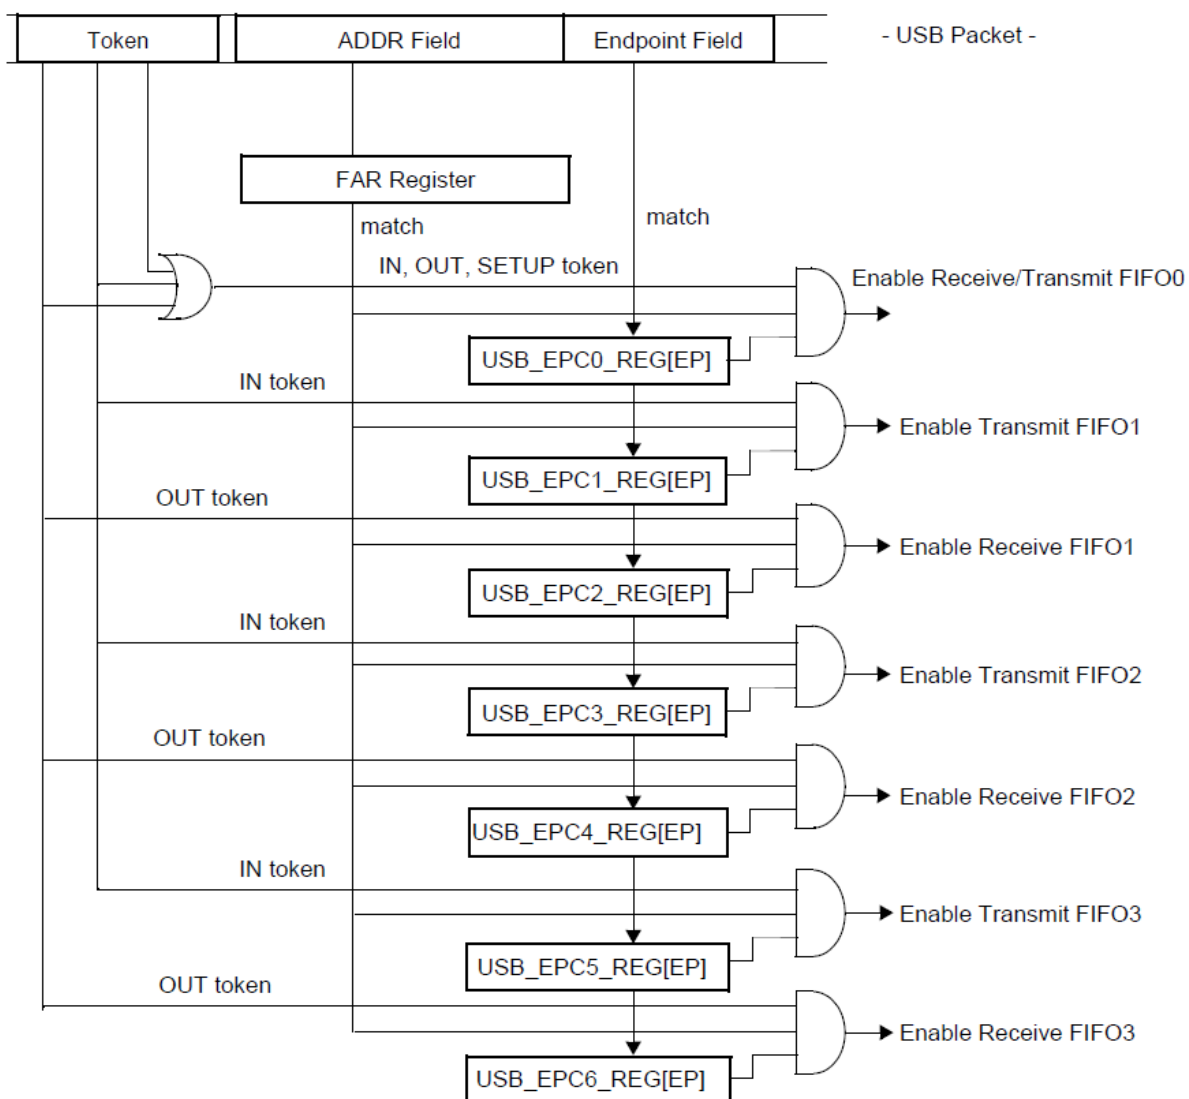 Token
ADDR Field
Endpoint Field
- USB Packet -
FAR Register
match
match
IN, OUT, SETUP token
Enable Receive/Transmit FIFO0
USB_EPC0_REG[EP]
IN token
Enable Transmit FIFO1
USB_EPC1_REG[EP]
OUT token
Enable Receive FIFO1
USB_EPC2_REG[EP]
IN token
Enable Transmit FIFO2
USB_EPC3_REG[EP]
OUT token
Enable Receive FIFO2
USB_EPC4_REG[EP]
IN token
Enable Transmit FIFO3
USB_EPC5_REG[EP]
OUT token
Enable Receive FIFO3
USB_EPC6_REG[EP]